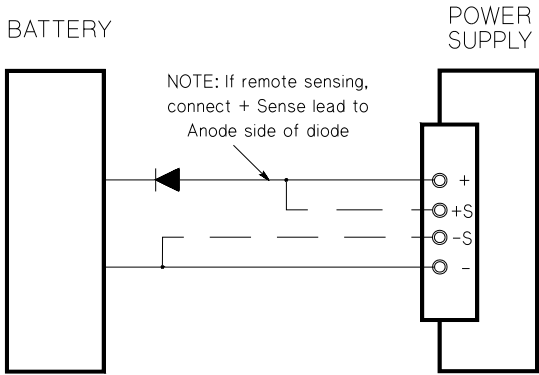 BATTERY
POWER
SUPPLY
NOTE: If remote sensing,
connect + Sense lead to
Anode side of diode
+
+S
-S
-